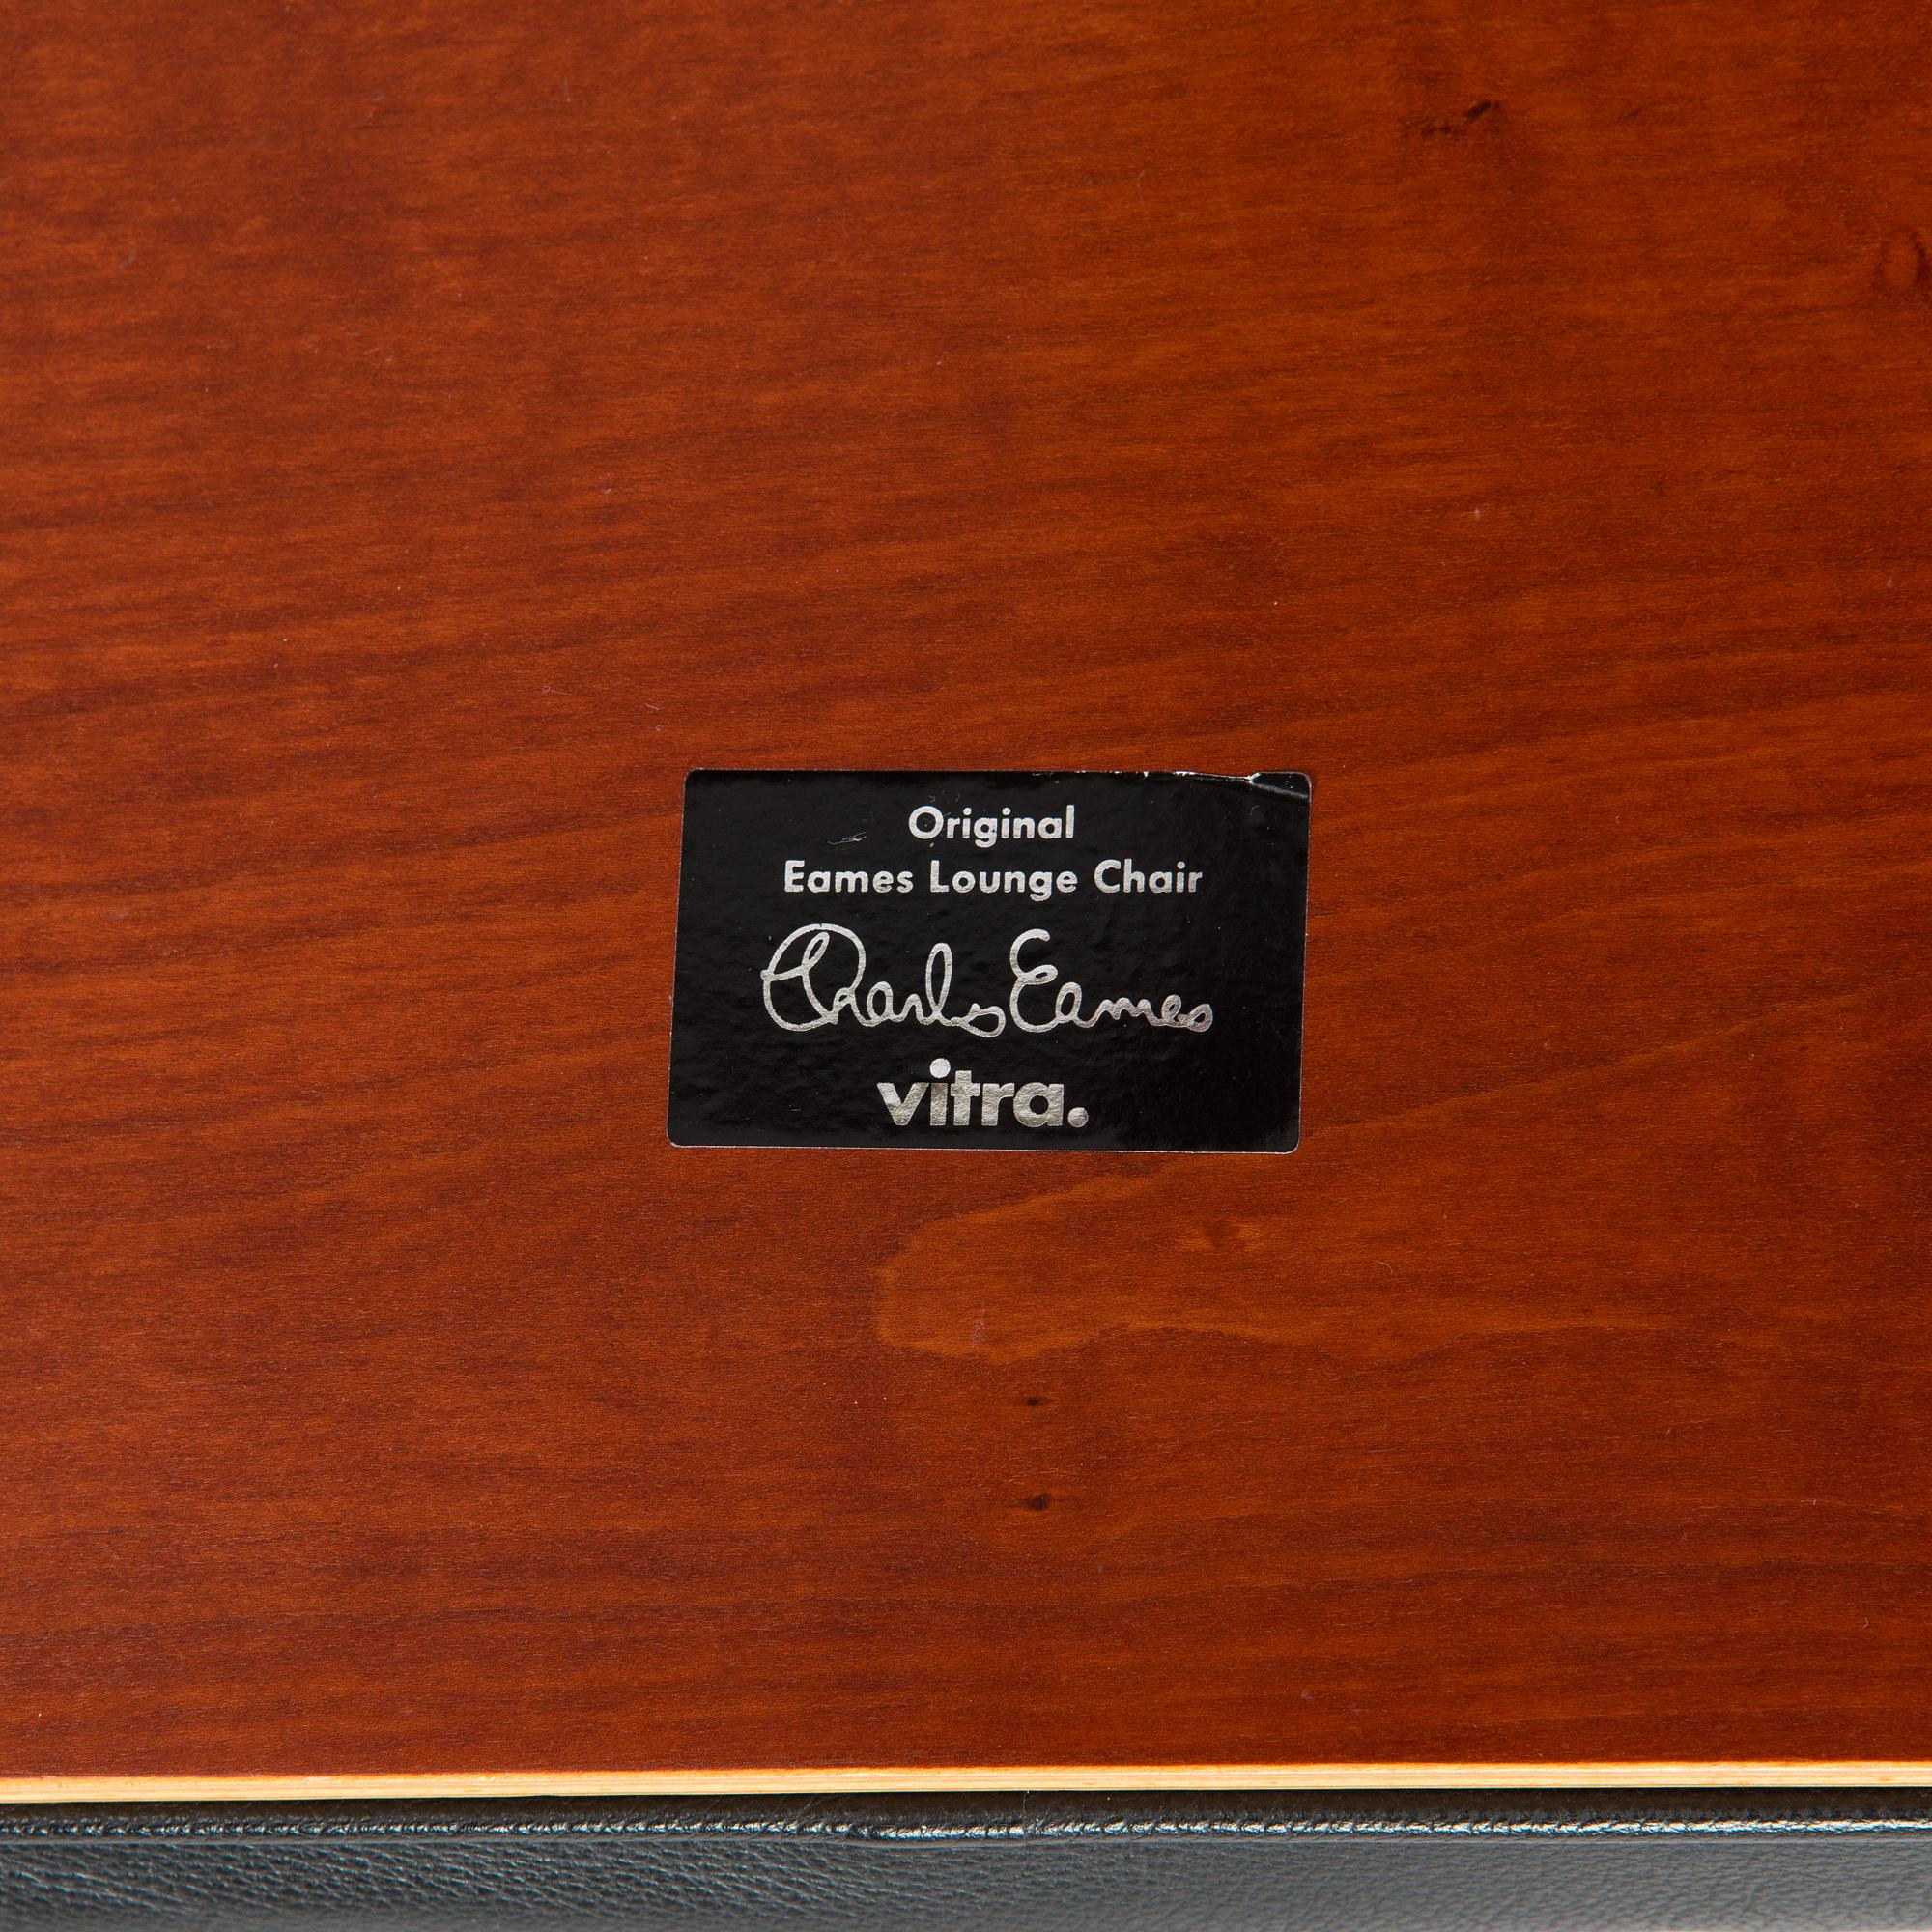 Original
Eames Lounge Chair
Charles Eames
vitra.